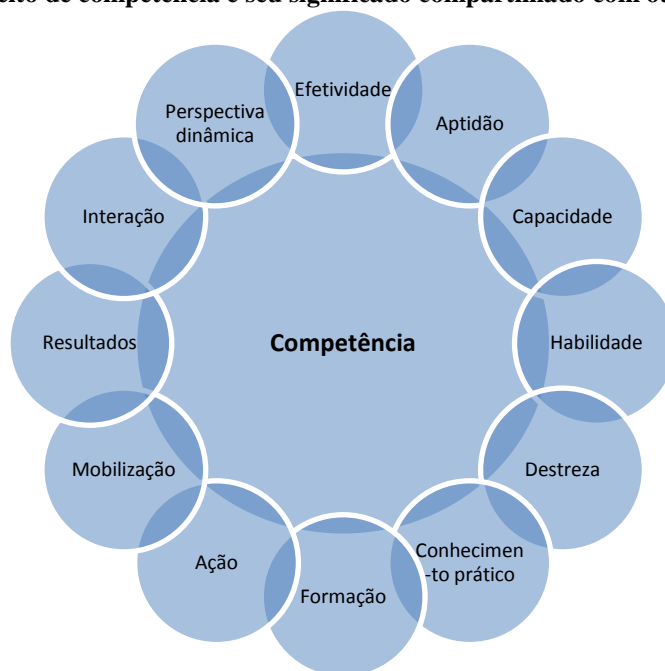 de competência e seu significado compartilhado com
Efetividade
Perspectiva
dinâmica
Aptidão
Interação
Capacidade
Resultados
Competência
Habilidade
Mobilização
Destreza
Ação
Conhecimen
-to prático
Formação